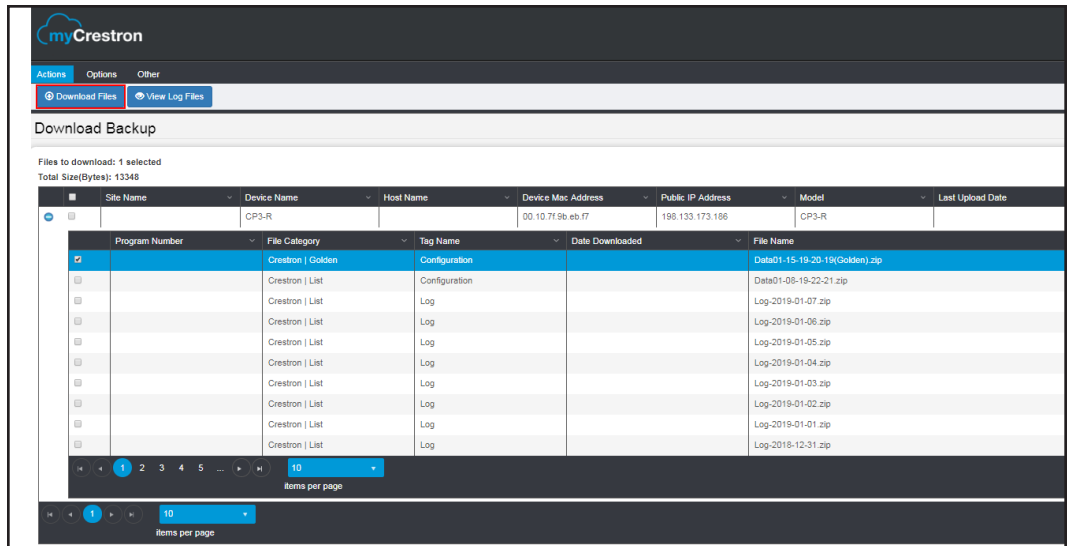 myCrestron
Actions Options Other
Download Files View Log Files
Download Backup
Files to download: 1 selected
Total Size(Bytes): 13348
Site Name Device Name Host Name Device Mac Address Public IP Address Model Last Upload Date
CP3-R 00.10.7f.9b.eb.f7 198.133.173.186 CP3-R
Program Number File Category Tag Name Date Downloaded File Name
Crestron | Golden Configuration Data01-15-19-20-19(Golden).zip
Crestron | List Configuration Data01-08-19-22-21.zip
Crestron | List Log Log-2019-01-07.zip
Crestron | List Log Log-2019-01-06.zip
Crestron | List Log Log-2019-01-05.zip
Crestron | List Log Log-2019-01-04.zip
Crestron | List Log Log-2019-01-03.zip
Crestron | List Log Log-2019-01-02.zip
Crestron | List Log Log-2019-01-01.zip
Crestron | List Log Log-2018-12-31.zip
1 2 3 4 5 ... 10
items per page
1 10
items per page